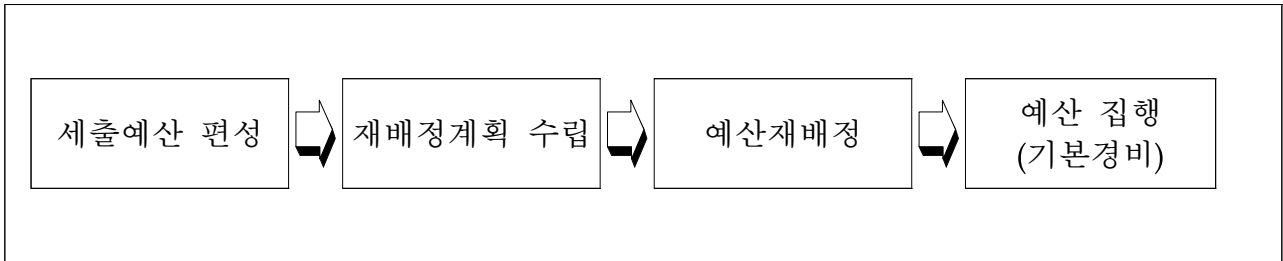 세출예산 편성
재배정계획 수립
예산재배정
예산 집행
(기본경비)